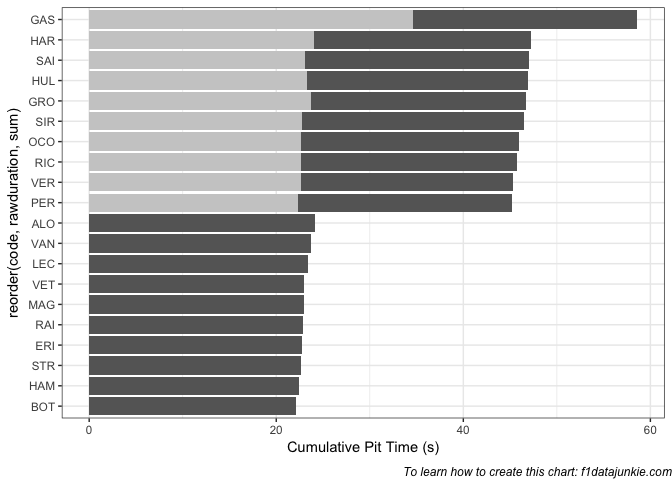 GAS
HAR
SAI
HUL
GRO
SIR
OCO
RIC
VER
PER
ALO
VAN
LEC
VET
MAG
RAI
ERI
STR
HAM
BOT
reorder(code, rawduration, sum)
0 20 40 60
Cumulative Pit Time (s)
To learn how to create this chart: f1datajunkie.com